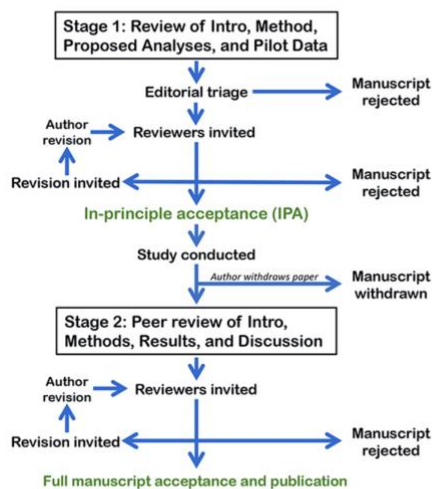 Stage 1: Review of Intro, Method,
Proposed Analyses, and Pilot Data
Editorial triage
Manuscript
rejected
Author
revision
Reviewers invited
Revision invited
Manuscript
rejected
In-principle acceptance (IPA)
Study conducted
Author withdraws paper
Manuscript
withdrawn
Stage 2: Peer review of Intro,
Methods, Results, and Discussion
Author
revision
Reviewers invited
Revision invited
Manuscript
rejected
Full manuscript acceptance and publication